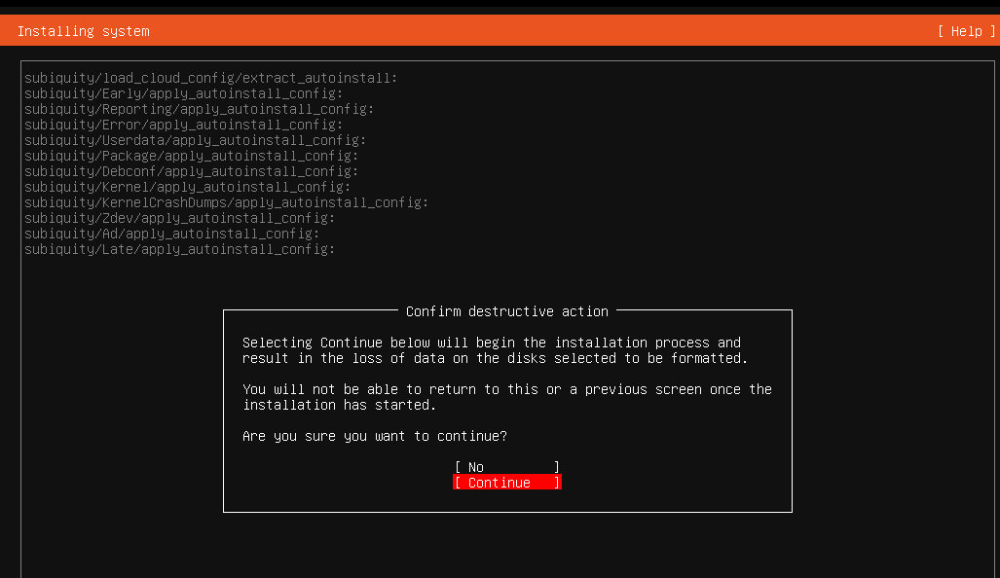 Installing system
[ Help ]
subiquity/load_cloud_config/extract_autoinstall:
subiquity/Early/apply_autoinstall_config:
subiquity/Reporting/apply_autoinstall_config:
subiquity/Error/apply_autoinstall_config:
subiquity/Userdata/apply_autoinstall_config:
subiquity/Package/apply_autoinstall_config:
subiquity/Debconf/apply_autoinstall_config:
subiquity/Kernel/apply_autoinstall_config:
subiquity/KernelCrashDumps/apply_autoinstall_config:
subiquity/Zdev/apply_autoinstall_config:
subiquity/Ad/apply_autoinstall_config:
subiquity/Late/apply_autoinstall_config:
Confirm destructive action
Selecting Continue below will begin the installation process and
result in the loss of data on the disks selected to be formatted.
You will not be able to return to this or a previous screen once the
installation has started.
Are you sure you want to continue?
[ No ]
[ Continue ]